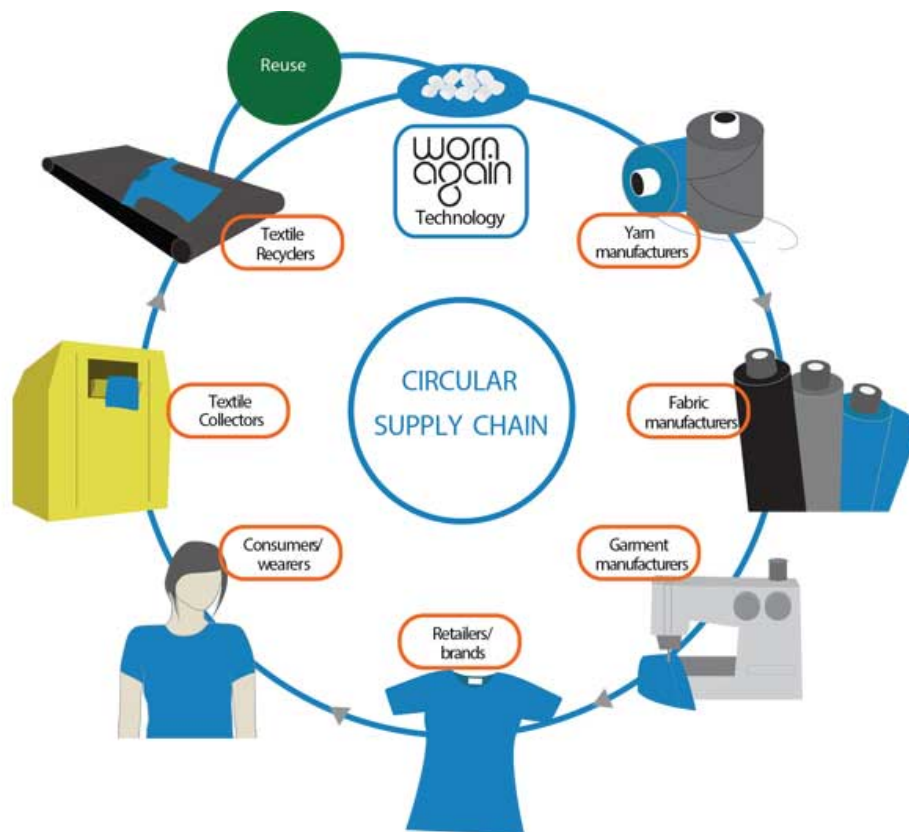 Reuse
worn
again
Technology
Textile
Recyclers
Yarn
manufacturers
CIRCULAR
SUPPLY CHAIN
Textile
Collectors
Fabric
manufacturers
Consumers/
wearers
Garment
manufacturers
Retailers/
brands